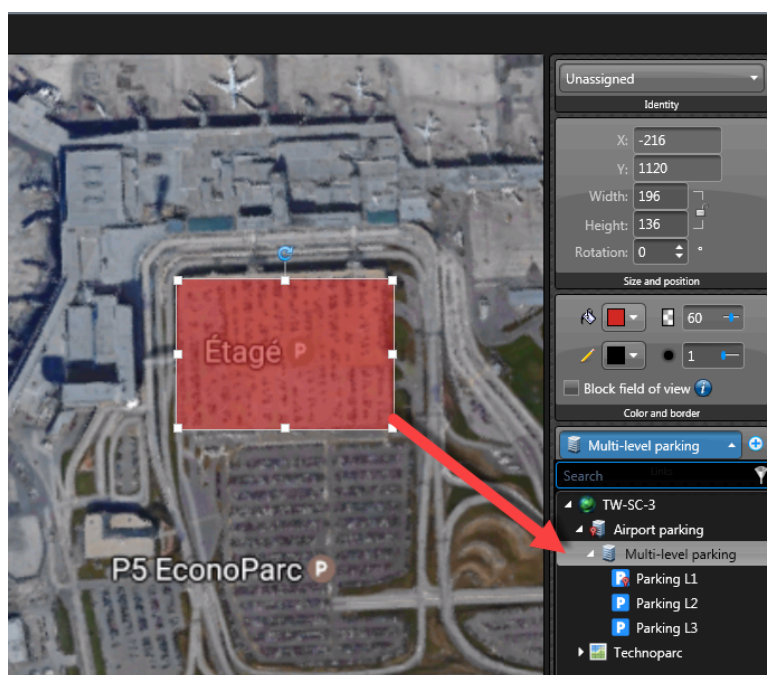 Unassigned
Identity
X: -216
Y: 1120
Width: 196
Height: 136
Rotation: 0 °
Size and position
60
1
Block field of view
Color and border
Multi-level parking
Search
Links
TW-SC-3
Airport parking
Multi-level parking
P Parking L1
P Parking L2
P Parking L3
Technoparc
Étagé P
P5 EconoParc P